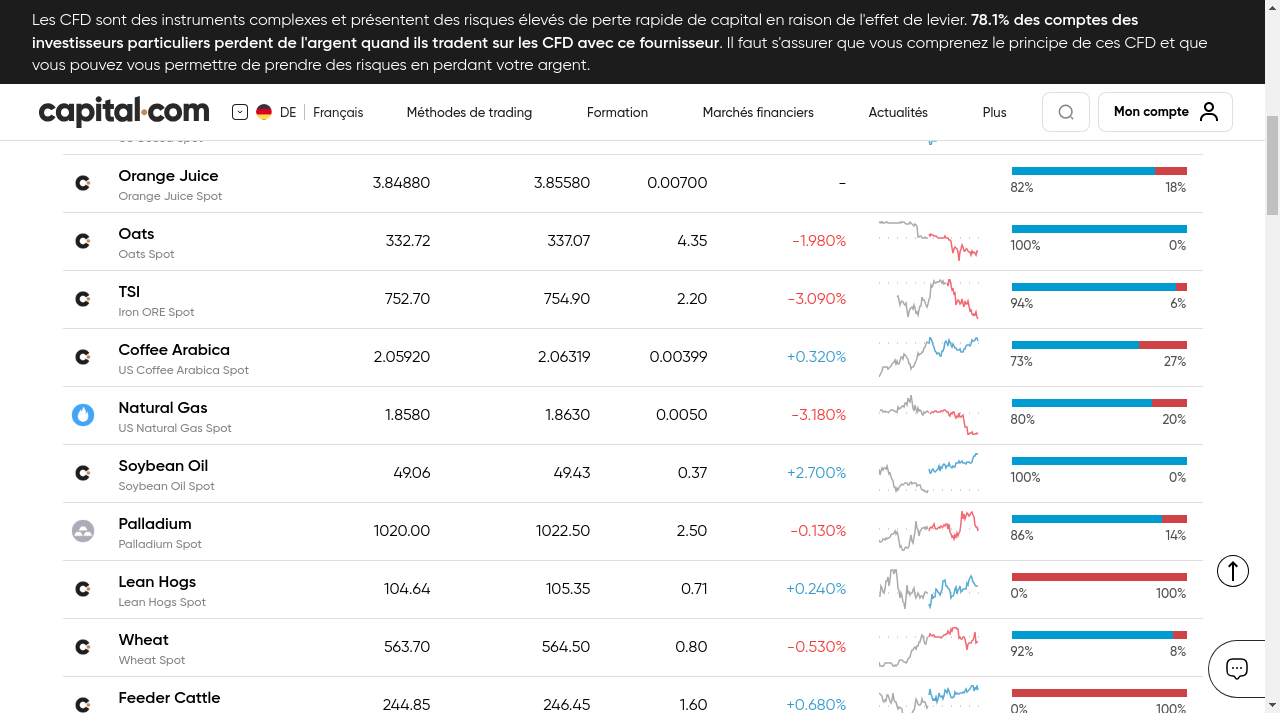 Les CFD sont des instruments complexes et présentent des risques élevés de perte rapide de capital en raison de l'effet de levier. 78.1% des comptes des
investisseurs particuliers perdent de l'argent quand ils tradent sur les CFD avec ce fournisseur. Il faut s'assurer que vous comprenez le principe de ces CFD et que
vous pouvez vous permettre de prendre des risques en perdant votre argent.
capital.com DE Français Méthodes de trading Formation Marchés financiers Actualités Plus Mon compte
Orange Juice 3.84880 3.85580 0.00700 - 82% 18%
Orange Juice Spot
Oats 332.72 337.07 4.35 -1.980% 100% 0%
Oats Spot
TSI 752.70 754.90 2.20 -3.090% 94% 6%
Iron ORE Spot
Coffee Arabica 2.05920 2.06319 0.00399 +0.320% 73% 27%
US Coffee Arabica Spot
Natural Gas 1.8580 1.8630 0.0050 -3.180% 80% 20%
US Natural Gas Spot
Soybean Oil 49.06 49.43 0.37 +2.700% 100% 0%
Soybean Oil Spot
Palladium 1020.00 1022.50 2.50 -0.130% 86% 14%
Palladium Spot
Lean Hogs 104.64 105.35 0.71 +0.240% 0% 100%
Lean Hogs Spot
Wheat 563.70 564.50 0.80 -0.530% 92% 8%
Wheat Spot
Feeder Cattle 244.85 246.45 1.60 +0.680% 0% 100%